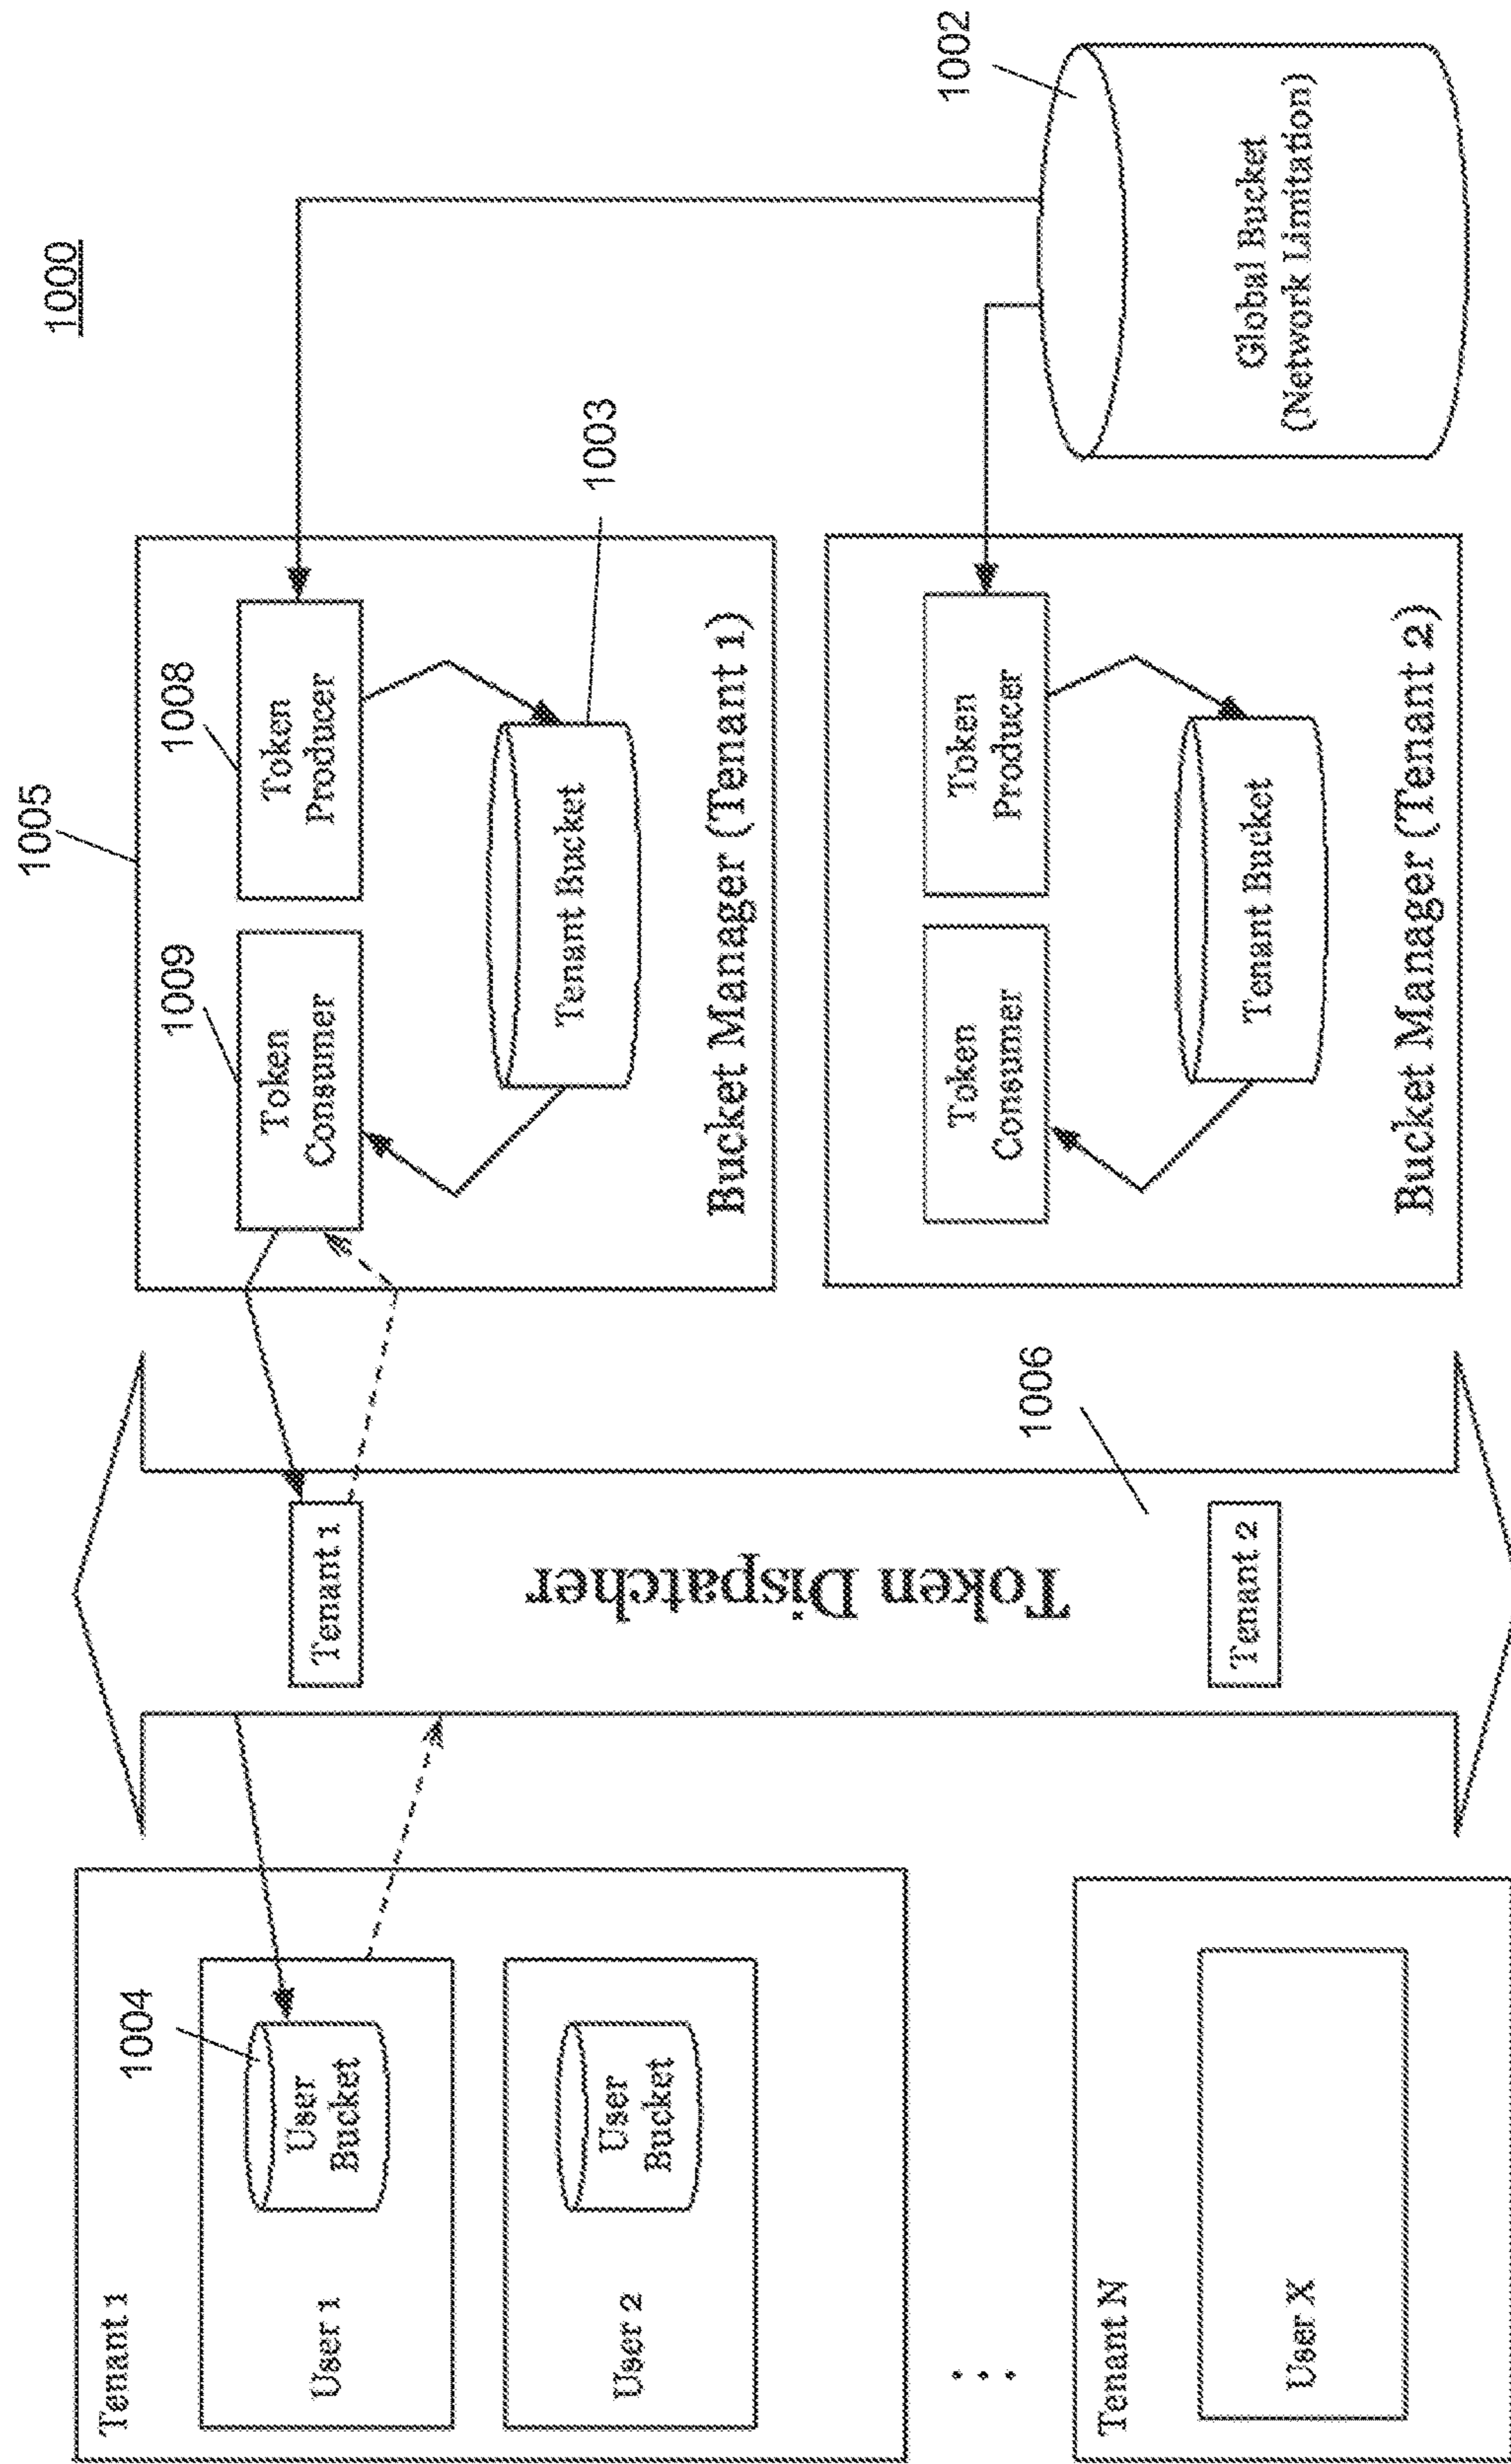 1000
Tenant 1
1004
User 1
User
Bucket
User 2
User
Bucket
Tenant N
User X
Tenant 1
Token Dispatcher
1006
Tenant 2
1005
1009
Token
Consumer
1008
Token
Producer
Tenant Bucket
1003
Bucket Manager (Tenant 1)
Token
Consumer
Token
Producer
Tenant Bucket
Bucket Manager (Tenant 2)
1002
Global Bucket
(Network Limitation)